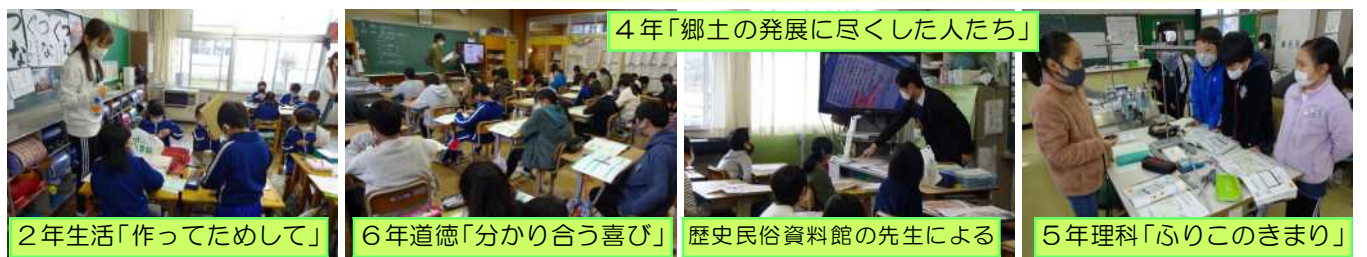 4年「郷土の発展に尽くした人たち」
2年生活「作ってためして」
6年道徳「分かり合う喜び」
歴史民俗資料館の先生による
5年理科「ふりこのきまり」